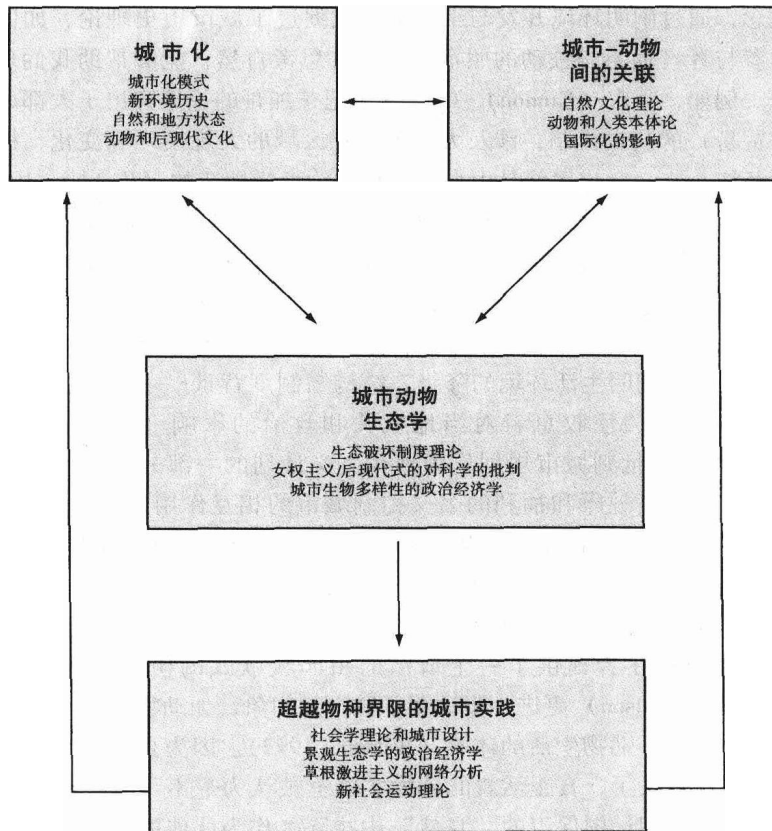 城市化
城市化模式
新环境历史
自然和地方状态
动物和后现代文化
城市–动物
间的关联
自然/文化理论
动物和人类本体论
国际化的影响
城市动物
生态学
生态破坏制度理论
女权主义/后现代式的对科学的批判
城市生物多样性的政治经济学
超越物种界限的城市实践
社会学理论和城市设计
景观生态学的政治经济学
草根激进主义的网络分析
新社会运动理论